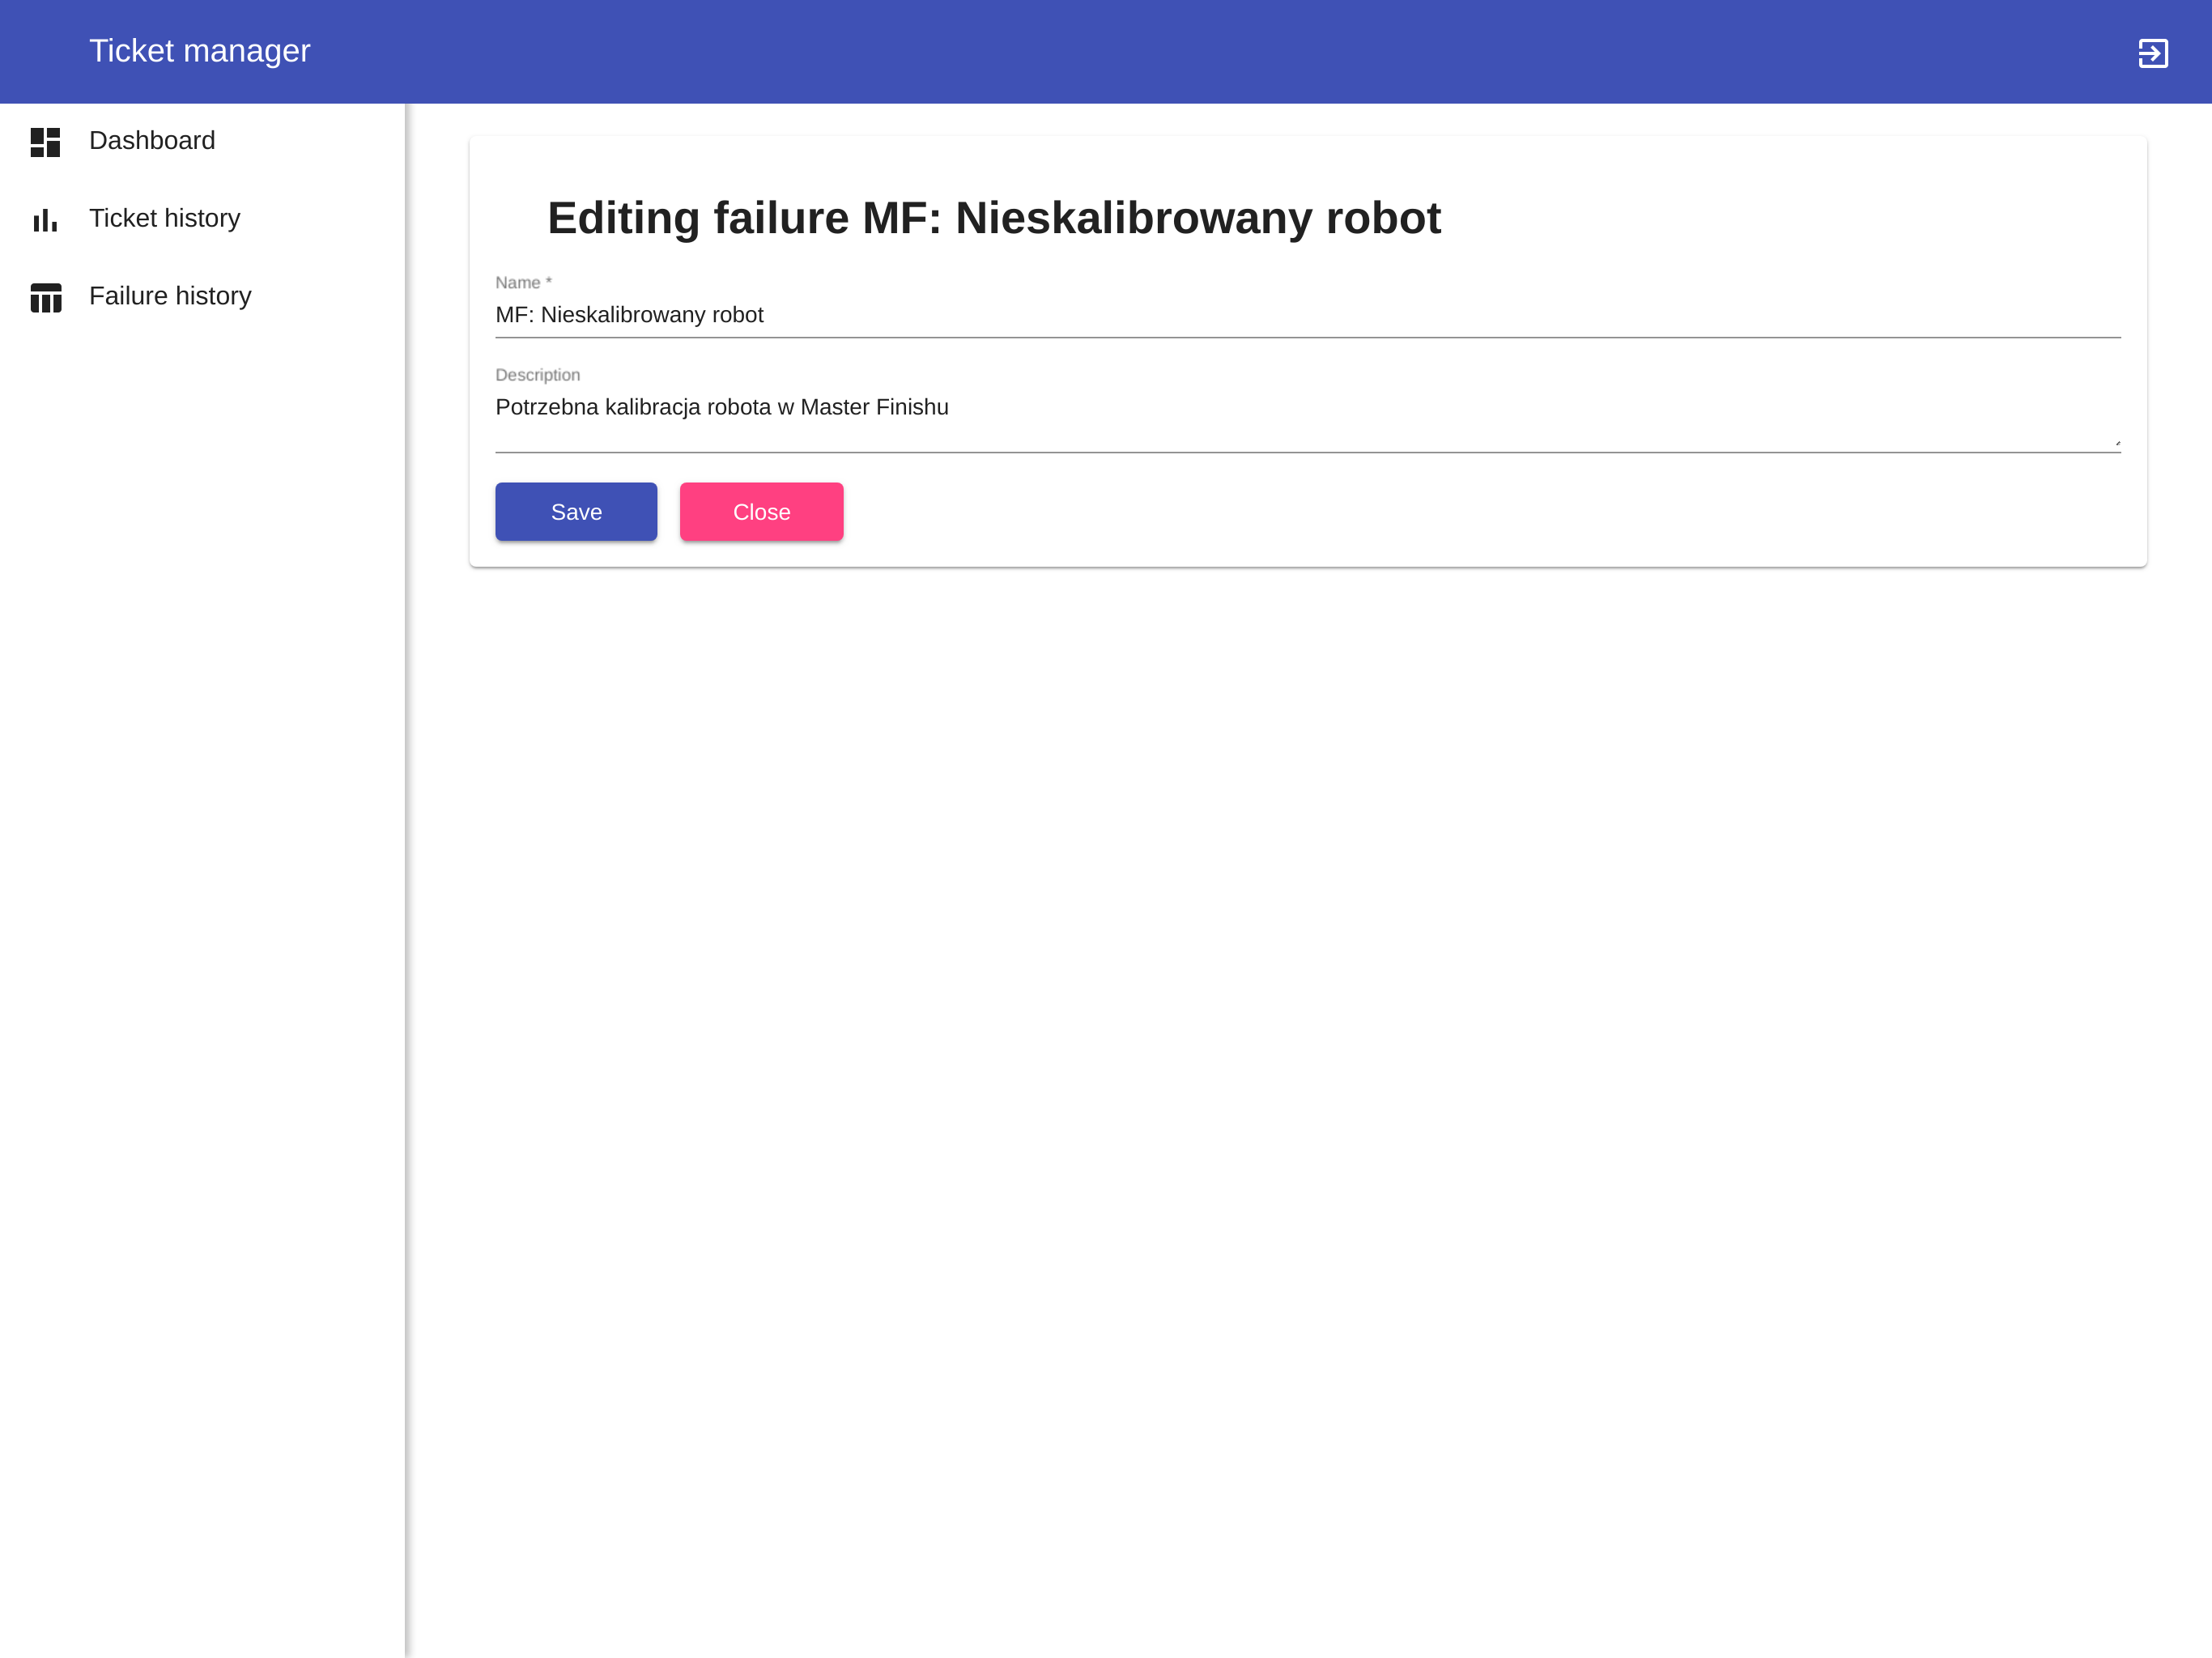 Ticket manager
Dashboard
Ticket history
Failure history
Editing failure MF: Nieskalibrowany robot
Name *
MF: Nieskalibrowany robot
Description
Potrzebna kalibracja robota w Master Finishu
Save
Close